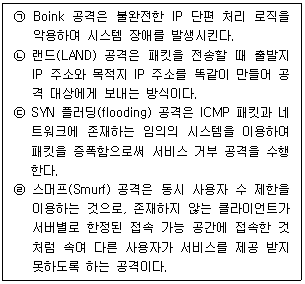 ㉠ Boink 공격은 불완전한 IP 단편 처리 로직을
악용하며 시스템 장애를 발생시킨다.
㉡ 랜드(LAND) 공격은 패킷을 전송할 때 출발지
IP 주소와 목적지 IP 주소를 똑같이 만들어 공
격 대상에게 보내는 방식이다.
㉢ SYN 플러딩(flooding) 공격은 ICMP 패킷과 네
트워크에 존재하는 임의의 시스템을 이용하여
패킷을 증폭함으로써 서비스 거부 공격을 수행
한다.
㉣ 스머프(Smurf) 공격은 동시 사용자 수 제한을
이용하는 것으로, 존재하지 않는 클라이언트가
서버별로 한정된 접속 가능 공간에 접속한 것
처럼 속여 다른 사용자가 서비스를 제공 받지
못하도록 하는 공격이다.